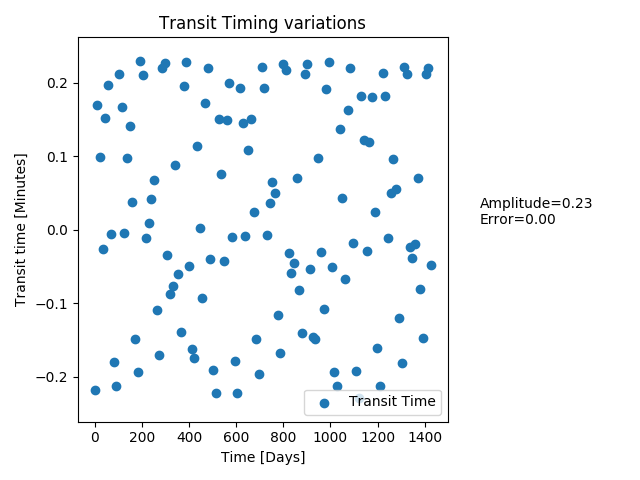 Transit Timing variations
Transit time [Minutes]
0.2
0.1
0.0
−0.1
−0.2
Amplitude=0.23
Error=0.00
Transit Time
0 200 400 600 800 1000 1200 1400
Time [Days]